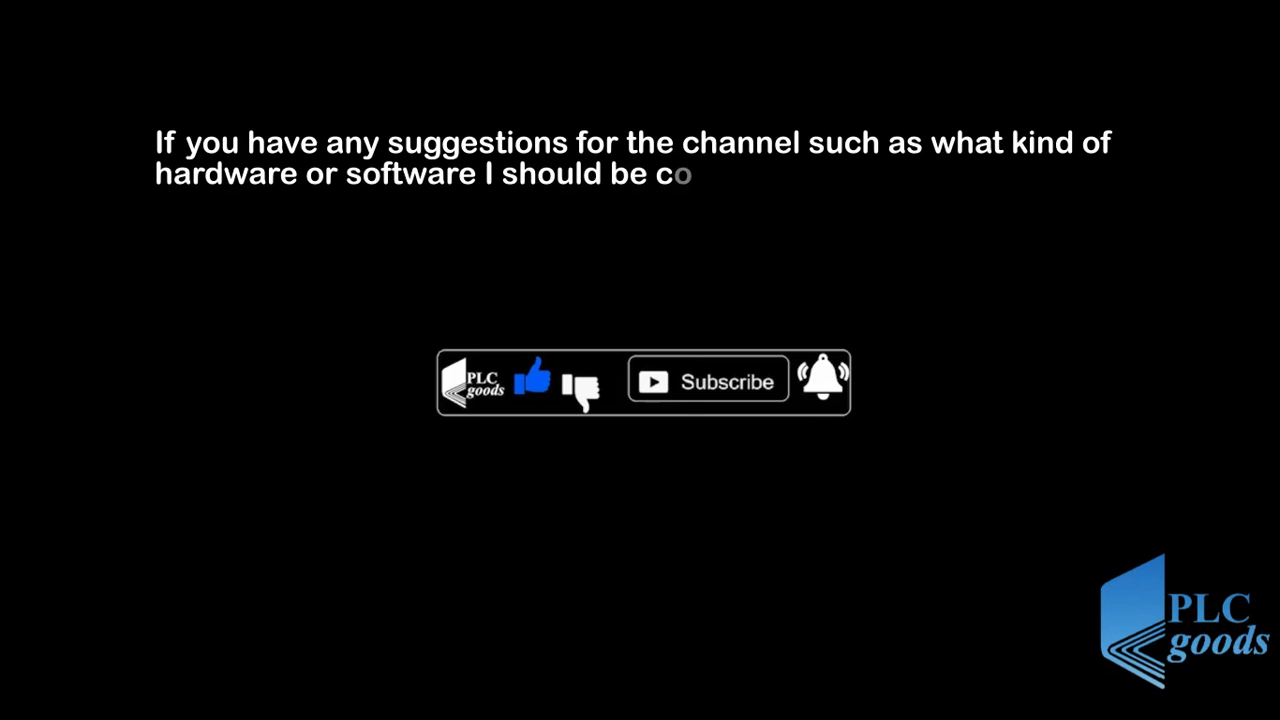 If you have any suggestions for the channel such as what kind of
hardware or software I should be co
PLC
goods
Subscribe
PLC
goods